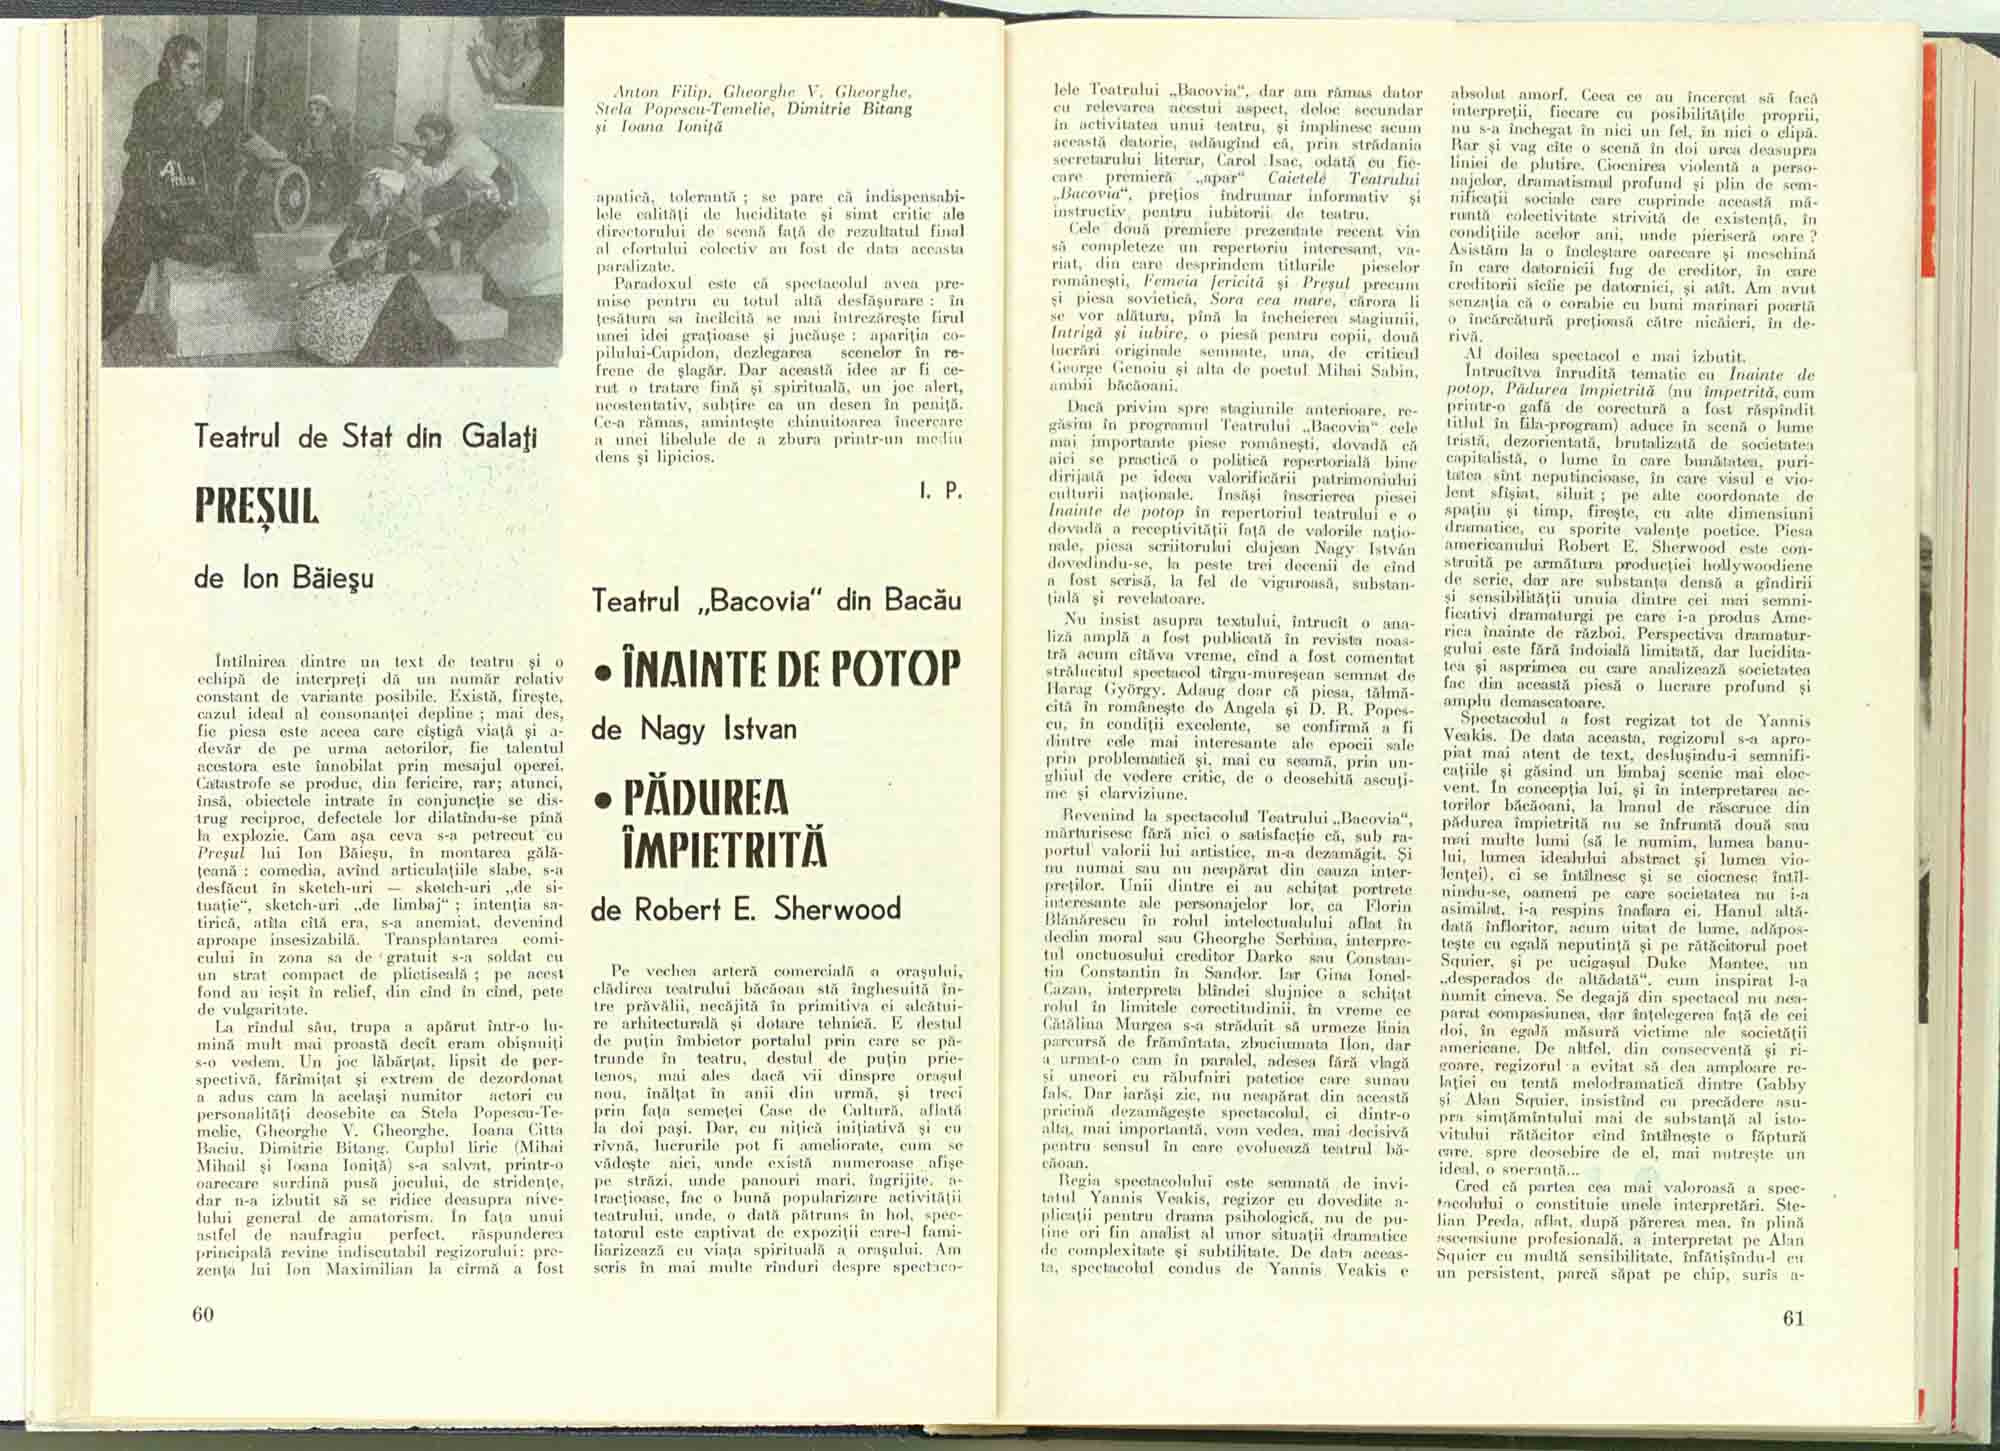 Anton Filip, Gheorghe V. Gheorghe,
Stela Popescu-Temelie, Dimitrie Bitang
și Ioana Ioniță
Teatrul de Stat din Galați
PREȘUL
de Ion Băieșu
Întîlnirea dintre un text de teatru și o
echipă de interpreți dă un număr relativ
constant de variante posibile. Există, firește,
cazul ideal al consonanței depline ; mai des,
fie piesa este aceea care cîștigă viață și a-
devăr de pe urma actorilor, fie talentul
acestora este înnobilat prin mesajul operei.
Catastrofe se produc, din fericire, rar; atunci,
însă, obiectele intrate în conjuncție se dis-
trug reciproc, defectele lor dilatîndu-se pînă
la explozie. Cam așa ceva s-a petrecut cu
Preșul lui Ion Băieșu, în montarea gălă-
țeană : comedia, avînd articulațiile slabe, s-a
desfăcut în sketch-uri — sketch-uri „de si-
tuație“, sketch-uri „de limbaj“ ; intenția sa-
tirică, atîta cîtă era, s-a anemiat, devenind
aproape insesizabilă. Transplantarea comi-
cului în zona sa de gratuit s-a soldat cu
un strat compact de plictiseală ; pe acest
fond au ieșit în relief, din cînd în cînd, pete
de vulgaritate.
La rîndul său, trupa a apărut într-o lu-
mină mult mai proastă decît eram obișnuiți
s-o vedem. Un joc lăbărțat, lipsit de per-
spectivă, fărîmițat și extrem de dezordonat
a adus cam la același numitor actori cu
personalități deosebite ca Stela Popescu-Te-
melie, Gheorghe V. Gheorghe, Ioana Citta
Baciu, Dimitrie Bitang. Cuplul liric (Mihai
Mihail și Ioana Ioniță) s-a salvat, printr-o
oarecare surdină pusă jocului, de stridențe,
dar n-a izbutit să se ridice deasupra nive-
lului general de amatorism. În fața unui
astfel de naufragiu perfect, răspunderea
principală revine indiscutabil regizorului: pre-
zența lui Ion Maximilian la cîrmă a fost
apatică, tolerantă ; se pare că indispensabi-
lele calități de luciditate și simt critic ale
directorului de scenă față de rezultatul final
al efortului colectiv au fost de data aceasta
paralizate.
Paradoxul este că spectacolul avea pre-
mise pentru cu totul altă desfășurare : în
țesătura sa încîlcită se mai întrezărește firul
unei idei grațioase și jucăușe : apariția co-
pilului-Cupidon, dezlegarea scenelor în re-
frene de șlagăr. Dar această idee ar fi ce-
rut o tratare fină și spirituală, un joc alert,
neostentativ, subțire ca un desen în peniță.
Ce-a rămas, amintește chinuitoarea încercare
a unei libelule de a zbura printr-un mediu
dens și lipicios.
I. P.
Teatrul „Bacovia“ din Bacău
• ÎNAINTE DE POTOP
de Nagy Istvan
• PĂDUREA
ÎMPIETRITĂ
de Robert E. Sherwood
Pe vechea arteră comercială a orașului,
clădirea teatrului băcăoan stă înghesuită în-
tre prăvălii, necăjită în primitiva ei alcătui-
re arhitecturală și dotare tehnică. E destul
de puțin îmbietor portalul prin care se pă-
trunde în teatru, destul de puțin prie-
tenos, mai ales dacă vii dinspre orașul
nou, înălțat în anii din urmă, și treci
prin fața semeței Case de Cultură, aflată
la doi pași. Dar, cu nițică inițiativă și cu
rîvnă, lucrurile pot fi ameliorate, cum se
vădește aici, unde există numeroase afișe
pe străzi, unde panouri mari, îngrijite, a-
tracțioase, fac o bună popularizare activității
teatrului, unde, o dată pătruns în hol, spec-
tatorul este captivat de expoziții care-l fami-
liarizează cu viața spirituală a orașului. Am
scris în mai multe rînduri despre spectaco-
60
lele Teatrului „Bacovia“, dar am rămas dator
cu relevarea acestui aspect, deloc secundar
în activitatea unui teatru, și împlinesc acum
această datorie, adăugînd că, prin strădania
secretarului literar, Carol Isac, odată cu fie-
care premieră „apar“ Caietele Teatrului
„Bacovia“, prețios îndrumar informativ și
instructiv pentru iubitorii de teatru.
Cele două premiere prezentate recent vin
să completeze un repertoriu interesant, va-
riat, din care desprindem titlurile pieselor
românești, Femeia fericită și Preșul precum
și piesa sovietică, Sora cea mare, cărora li
se vor alătura, pînă la încheierea stagiunii,
Intrigă și iubire, o piesă pentru copii, două
lucrări originale semnate, una, de criticul
George Genoiu și alta de poetul Mihai Sabin,
ambii băcăoani.
Dacă privim spre stagiunile anterioare, re-
găsim în programul Teatrului „Bacovia“ cele
mai importante piese românești, dovadă că
aici se practică o politică repertorială bine
dirijată pe ideea valorificării patrimoniului
culturii naționale. Însăși înscrierea piesei
Înainte de potop în repertoriul teatrului e o
dovadă a receptivității față de valorile națio-
nale, piesa scriitorului clujean Nagy István
dovedindu-se, la peste trei decenii de cînd
a fost scrisă, la fel de viguroasă, substan-
țială și revelatoare.
Nu insist asupra textului, întrucît o ana-
liză amplă a fost publicată în revista noas-
tră acum cîtăva vreme, cînd a fost comentat
strălucitul spectacol tîrgu-mureșean semnat de
Harag György. Adaug doar că piesa, tălmă-
cită în românește de Angela și D. R. Popes-
cu, în condiții excelente, se confirmă a fi
dintre cele mai interesante ale epocii sale
prin problematică și, mai cu seamă, prin un-
ghiul de vedere critic, de o deosebită ascuți-
me și clarviziune.
Revenind la spectacolul Teatrului „Bacovia“,
mărturisesc fără nici o satisfacție că, sub ra-
portul valorii lui artistice, m-a dezamăgit. Și
nu numai sau nu neapărat din cauza inter-
preților. Unii dintre ei au schițat portrete
interesante ale personajelor lor, ca Florin
Blănărescu în rolul intelectualului aflat în
declin moral sau Gheorghe Serbina, interpre-
tul onctuosului creditor Darko sau Constan-
tin Constantin în Sandor. Iar Gina Ionel-
Cazan, interpreta blîndei slujnice a schițat
rolul în limitele corectitudinii, în vreme ce
Cătălina Murgea s-a străduit să urmeze linia
parcursă de frămîntata, zbuciumata Ilon, dar
a urmat-o cam în paralel, adesea fără vlagă
și uneori cu răbufniri patetice care sunau
fals. Dar iarăși zic, nu neapărat din această
pricină dezamăgește spectacolul, ci dintr-o
alta, mai importantă, vom vedea, mai decisivă
pentru sensul în care evoluează teatrul bă-
căoan.
Regia spectacolului este semnată de invi-
tatul Yannis Veakis, regizor cu dovedite a-
plicații pentru drama psihologică, nu de pu-
ține ori fin analist al unor situații dramatice
de complexitate și subtilitate. De data aceas-
ta, spectacolul condus de Yannis Veakis e
absolut amorf. Ceea ce au încercat să facă
interpreții, fiecare cu posibilitățile proprii,
nu s-a închegat în nici un fel, în nici o clipă.
Rar și vag cîte o scenă în doi urca deasupra
liniei de plutire. Ciocnirea violentă a perso-
najelor, dramatismul profund și plin de sem-
nificații sociale care cuprinde această mă-
runtă colectivitate strivită de existență, în
condițiile acelor ani, unde pieriseră oare ?
Asistăm la o încleștare oarecare și meschină
în care datornicii fug de creditor, în care
creditorii sîcîie pe datornici, și atît. Am avut
senzația că o corabie cu buni marinari poartă
o încărcătură prețioasă către nicăieri, în de-
rivă.
Al doilea spectacol e mai izbutit.
Întrucîtva înrudită tematic cu Înainte de
potop, Pădurea împietrită (nu împetrită, cum
printr-o gafă de corectură a fost răspîndit
titlul în fila-program) aduce în scenă o lume
tristă, dezorientată, brutalizată de societatea
capitalistă, o lume în care bunătatea, puri-
tatea sînt neputincioase, în care visul e vio-
lent sfîșiat, siluit ; pe alte coordonate de
spațiu și timp, firește, cu alte dimensiuni
dramatice, cu sporite valențe poetice. Piesa
americanului Robert E. Sherwood este con-
struită pe armătura producției hollywoodiene
de serie, dar are substanța densă a gîndirii
și sensibilității unuia dintre cei mai semni-
ficativi dramaturgi pe care i-a produs Ame-
rica înainte de război. Perspectiva dramatur-
gului este fără îndoială limitată, dar lucidita-
tea și asprimea cu care analizează societatea
fac din această piesă o lucrare profund și
amplu demascatoare.
Spectacolul a fost regizat tot de Yannis
Veakis. De data aceasta, regizorul s-a apro-
piat mai atent de text, deslușindu-i semnifi-
cațiile și găsind un limbaj scenic mai eloc-
vent. În concepția lui, și în interpretarea ac-
torilor băcăoani, la hanul de răscruce din
pădurea împietrită nu se înfruntă două sau
mai multe lumi (să le numim, lumea banu-
lui, lumea idealului abstract și lumea vio-
lenței), ci se întîlnesc și se ciocnesc întîl-
nindu-se, oameni pe care societatea nu i-a
asimilat, i-a respins înafara ei. Hanul altă-
dată înfloritor, acum uitat de lume, adăpos-
tește cu egală neputință și pe rătăcitorul poet
Squier, și pe ucigașul Duke Mantee, un
„desperados de altădată“, cum inspirat l-a
numit cineva. Se degajă din spectacol nu nea-
parat compasiunea, dar înțelegerea față de cei
doi, în egală măsură victime ale societății
americane. De altfel, din consecvență și ri-
goare, regizorul a evitat să dea amploare re-
lației cu tentă melodramatică dintre Gabby
și Alan Squier, insistînd cu precădere asu-
pra simțămîntului mai de substanță al isto-
vitului rătăcitor cînd întîlnește o făptură
care, spre deosebire de el, mai nutrește un
ideal, o speranță...
Cred că partea cea mai valoroasă a spec-
tacolului o constituie unele interpretări. Ste-
lian Preda, aflat, după părerea mea, în plină
ascensiune profesională, a interpretat pe Alan
Squier cu multă sensibilitate, înfățișîndu-l cu
un persistent, parcă săpat pe chip, surîs a-
61